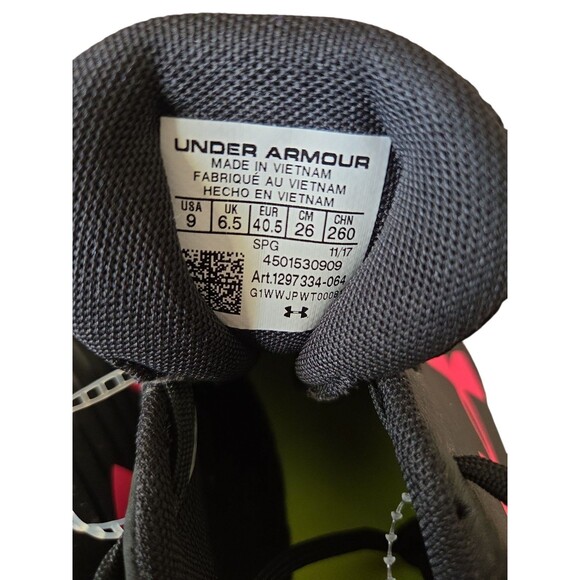 UNDER ARMOUR
MADE IN VIETNAM
FABRIQUÉ AU VIETNAM
HECHO EN VIETNAM
USA UK EUR CM CHN
9 6.5 40.5 26 260
SPG 11/17
4501530909
Art.1297334-064